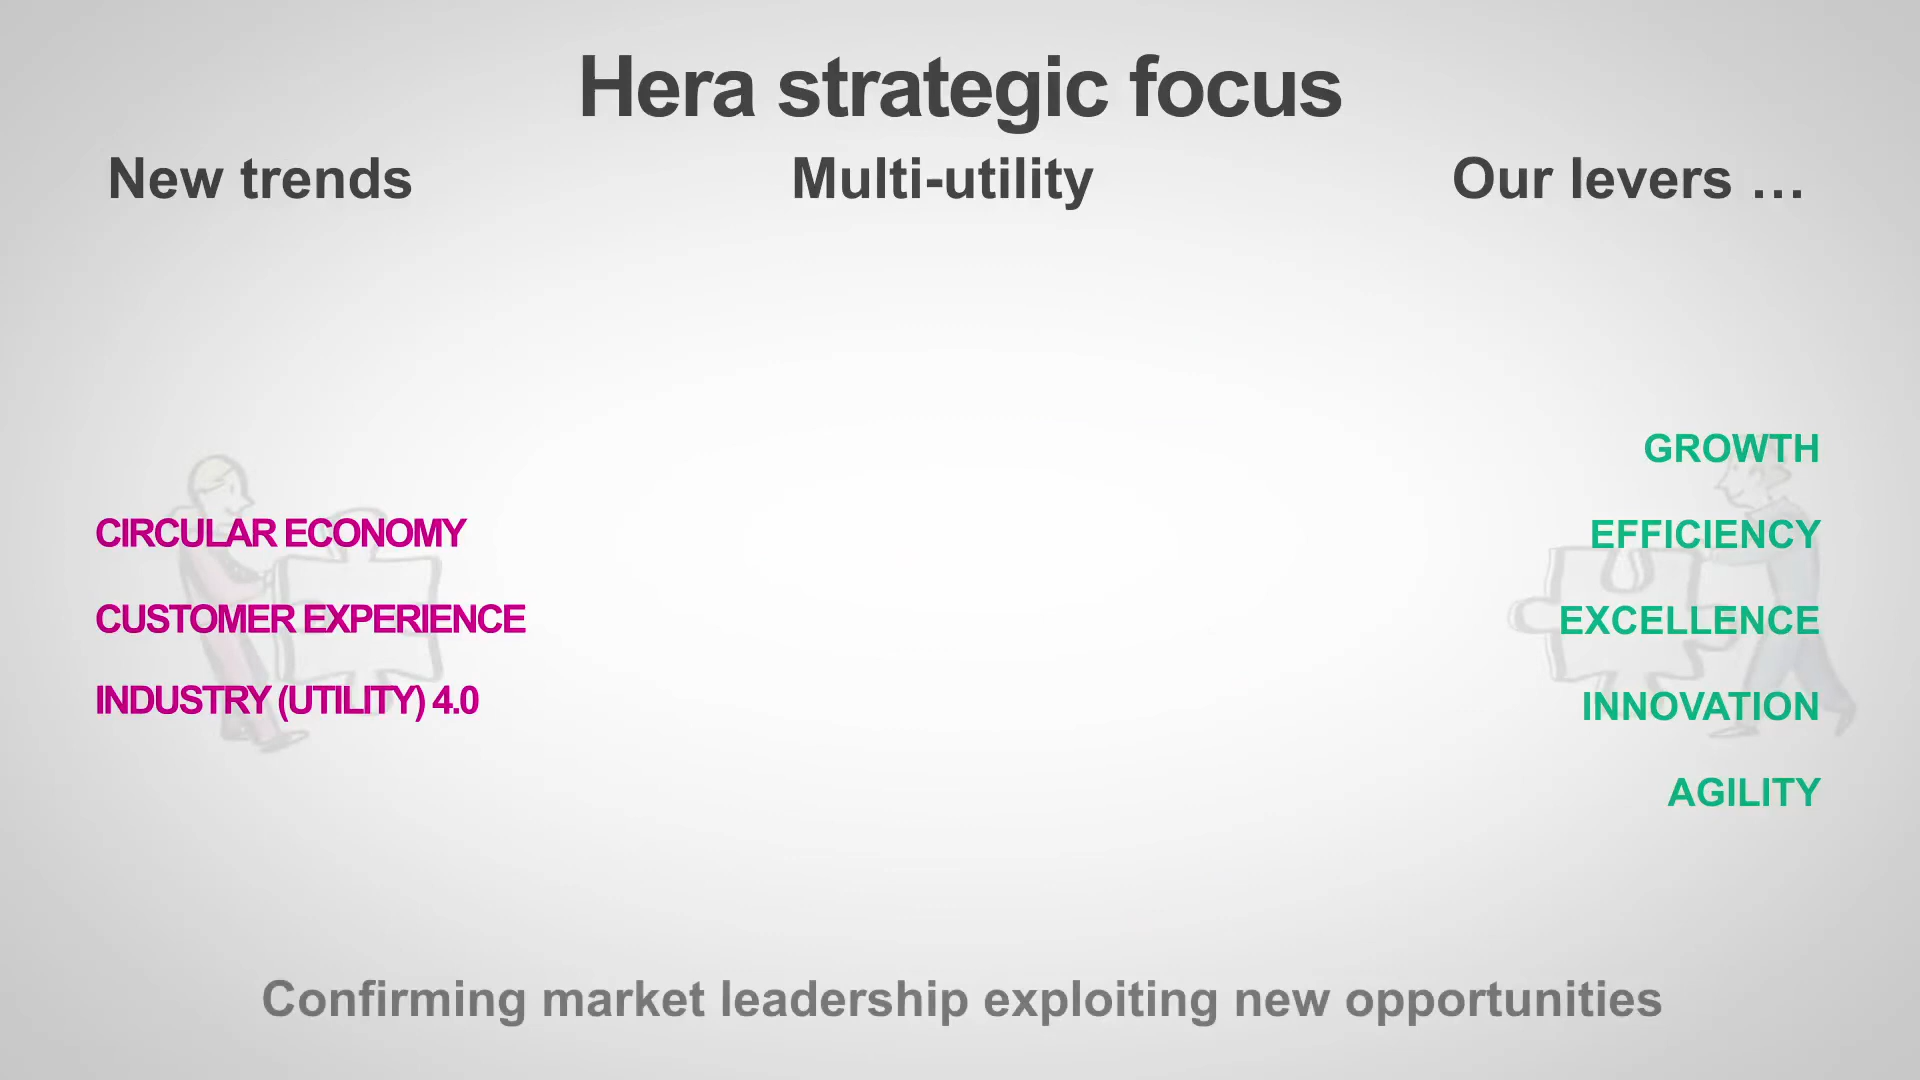 Hera strategic focus
New trends
Multi-utility
Our levers …
CIRCULAR ECONOMY
CUSTOMER EXPERIENCE
INDUSTRY (UTILITY) 4.0
GROWTH
EFFICIENCY
EXCELLENCE
INNOVATION
AGILITY
Confirming market leadership exploiting new opportunities